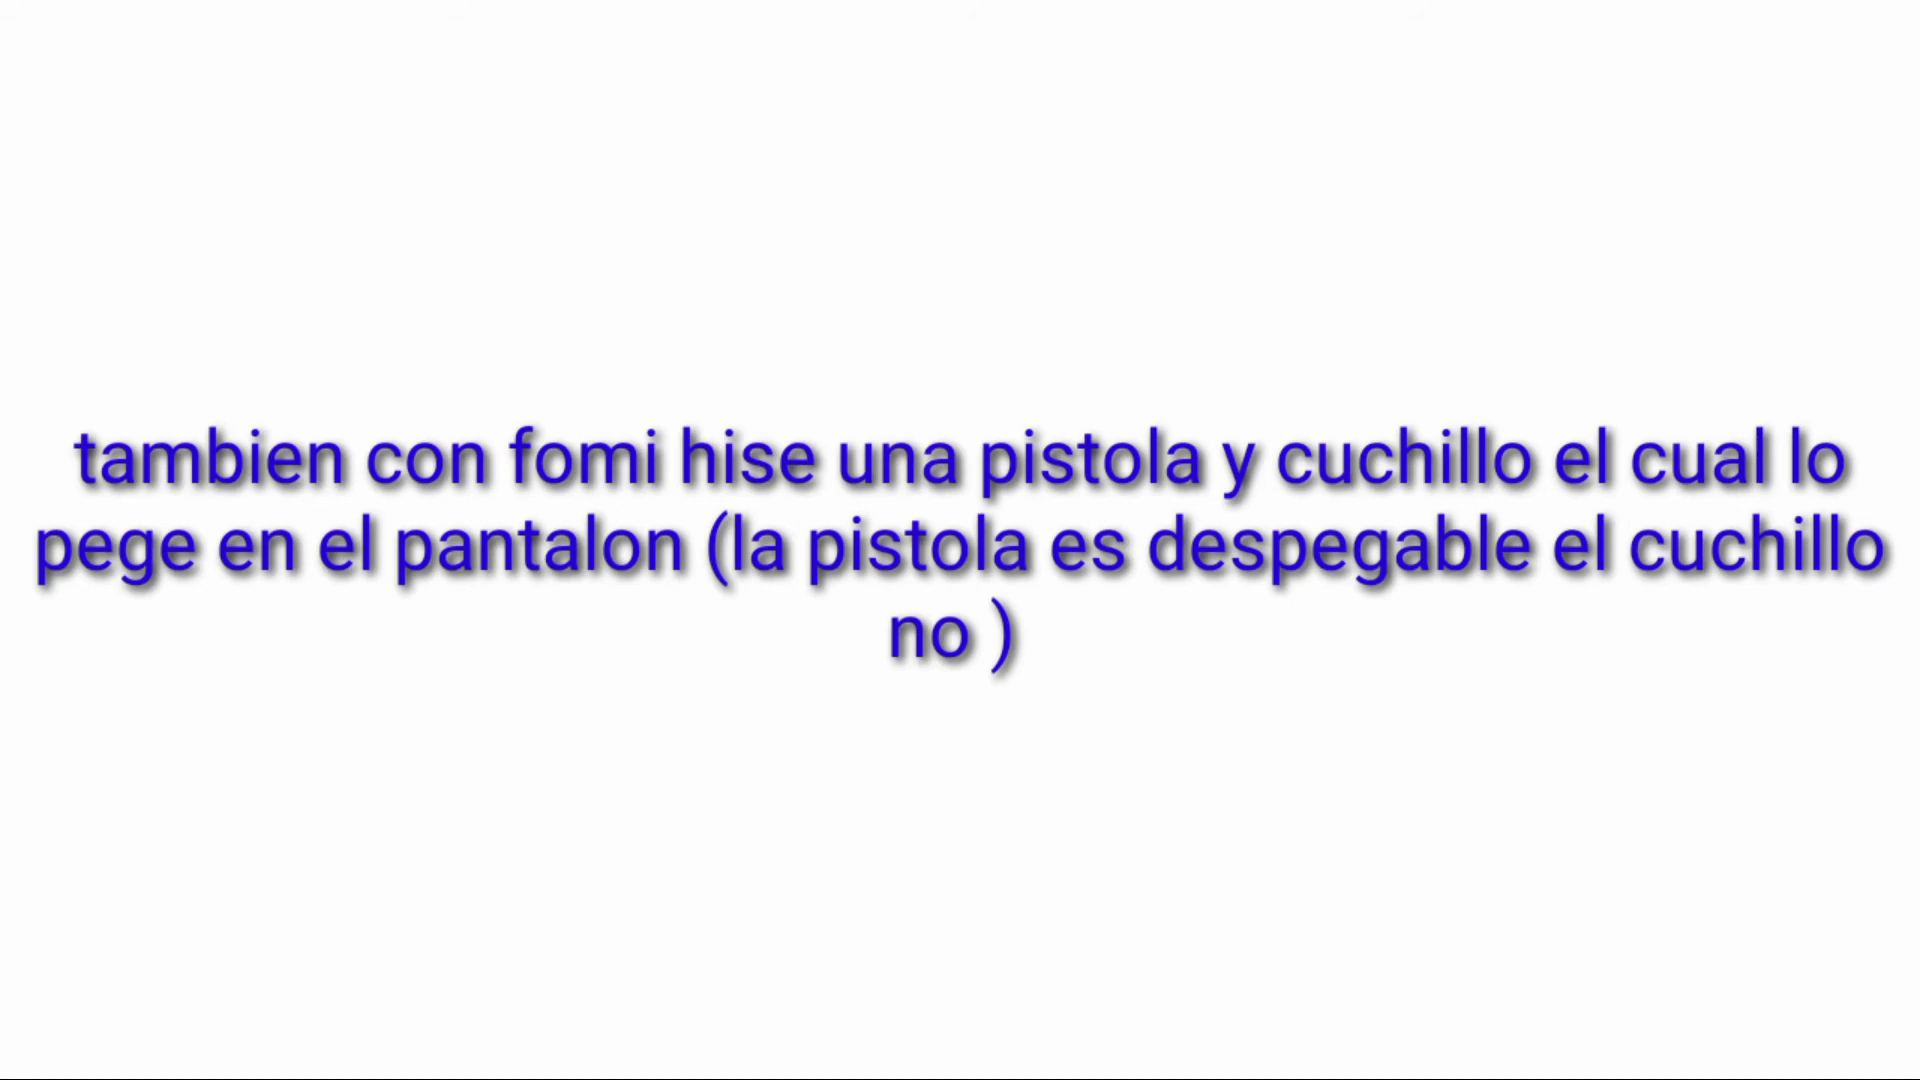 tambien con fomi hise una pistola y cuchillo el cual lo
pege en el pantalon (la pistola es despegable el cuchillo
no )